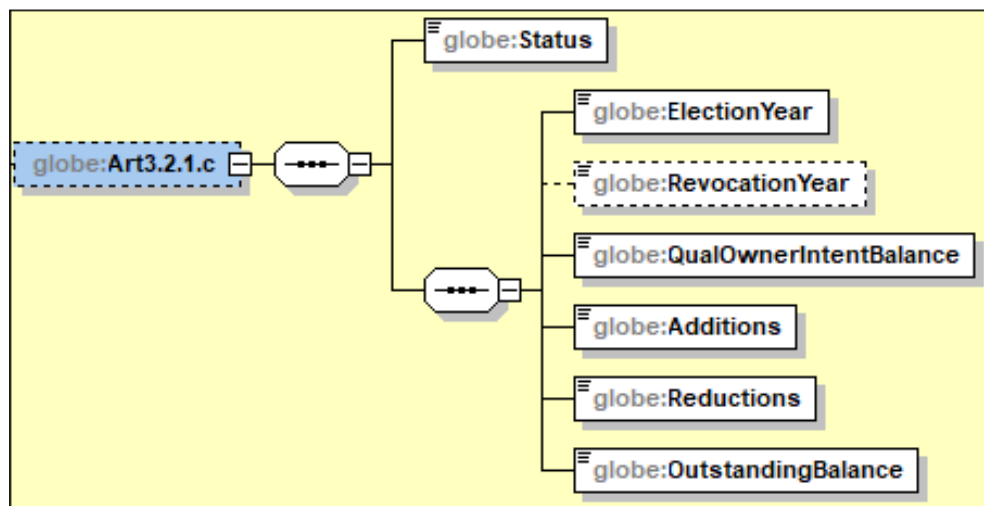 globe:Status
globe:ElectionYear
globe:Art3.2.1.c
globe:RevocationYear
globe:QualOwnerIntentBalance
globe:Additions
globe:Reductions
globe:OutstandingBalance